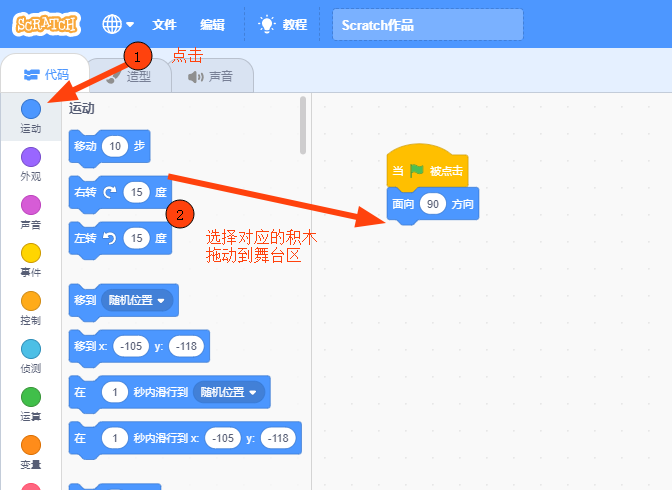 SCRATCH
文件
编辑
教程
Scratch作品
1
点击
代码
造型
声音
运动
外观
声音
事件
控制
侦测
运算
变量
运动
移动 10 步
右转 15 度
2
左转 15 度
移到 随机位置
移到 x: -105 y: -118
在 1 秒内滑行到 随机位置
在 1 秒内滑行到 x: -105 y: -118
当 被点击
面向 90 方向
选择对应的积木
拖动到舞台区